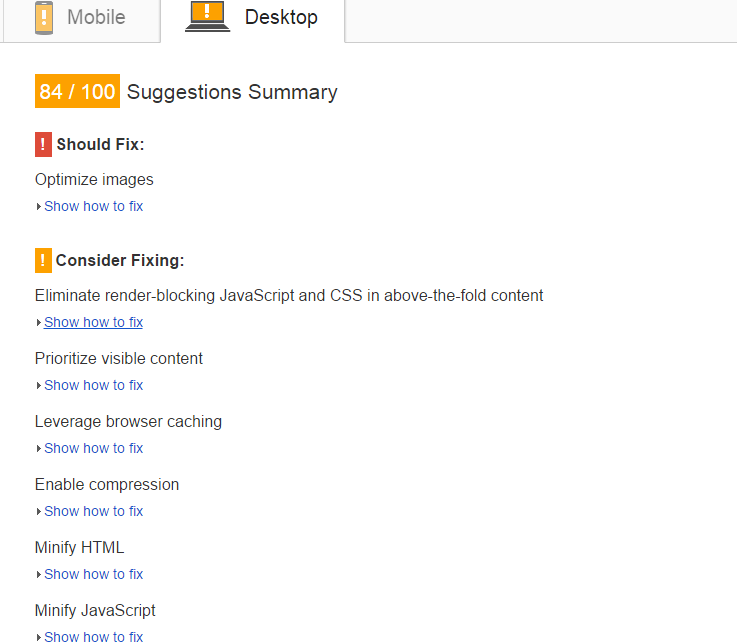 Mobile
Desktop
84 / 100 Suggestions Summary
! Should Fix:
Optimize images
Show how to fix
! Consider Fixing:
Eliminate render-blocking JavaScript and CSS in above-the-fold content
Show how to fix
Prioritize visible content
Show how to fix
Leverage browser caching
Show how to fix
Enable compression
Show how to fix
Minify HTML
Show how to fix
Minify JavaScript
Show how to fix